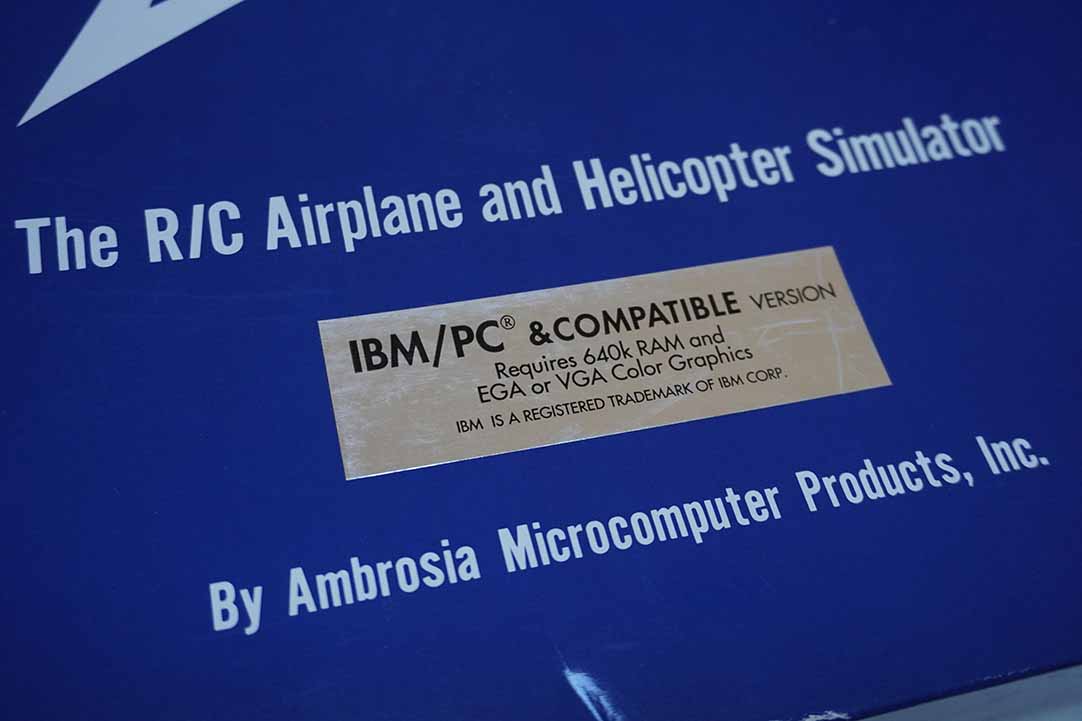 The R/C Airplane and Helicopter Simulator
IBM/PC® &COMPATIBLE VERSION
Requires 640k RAM and
EGA or VGA Color Graphics
IBM IS A REGISTERED TRADEMARK OF IBM CORP.
By Ambrosia Microcomputer Products, Inc.